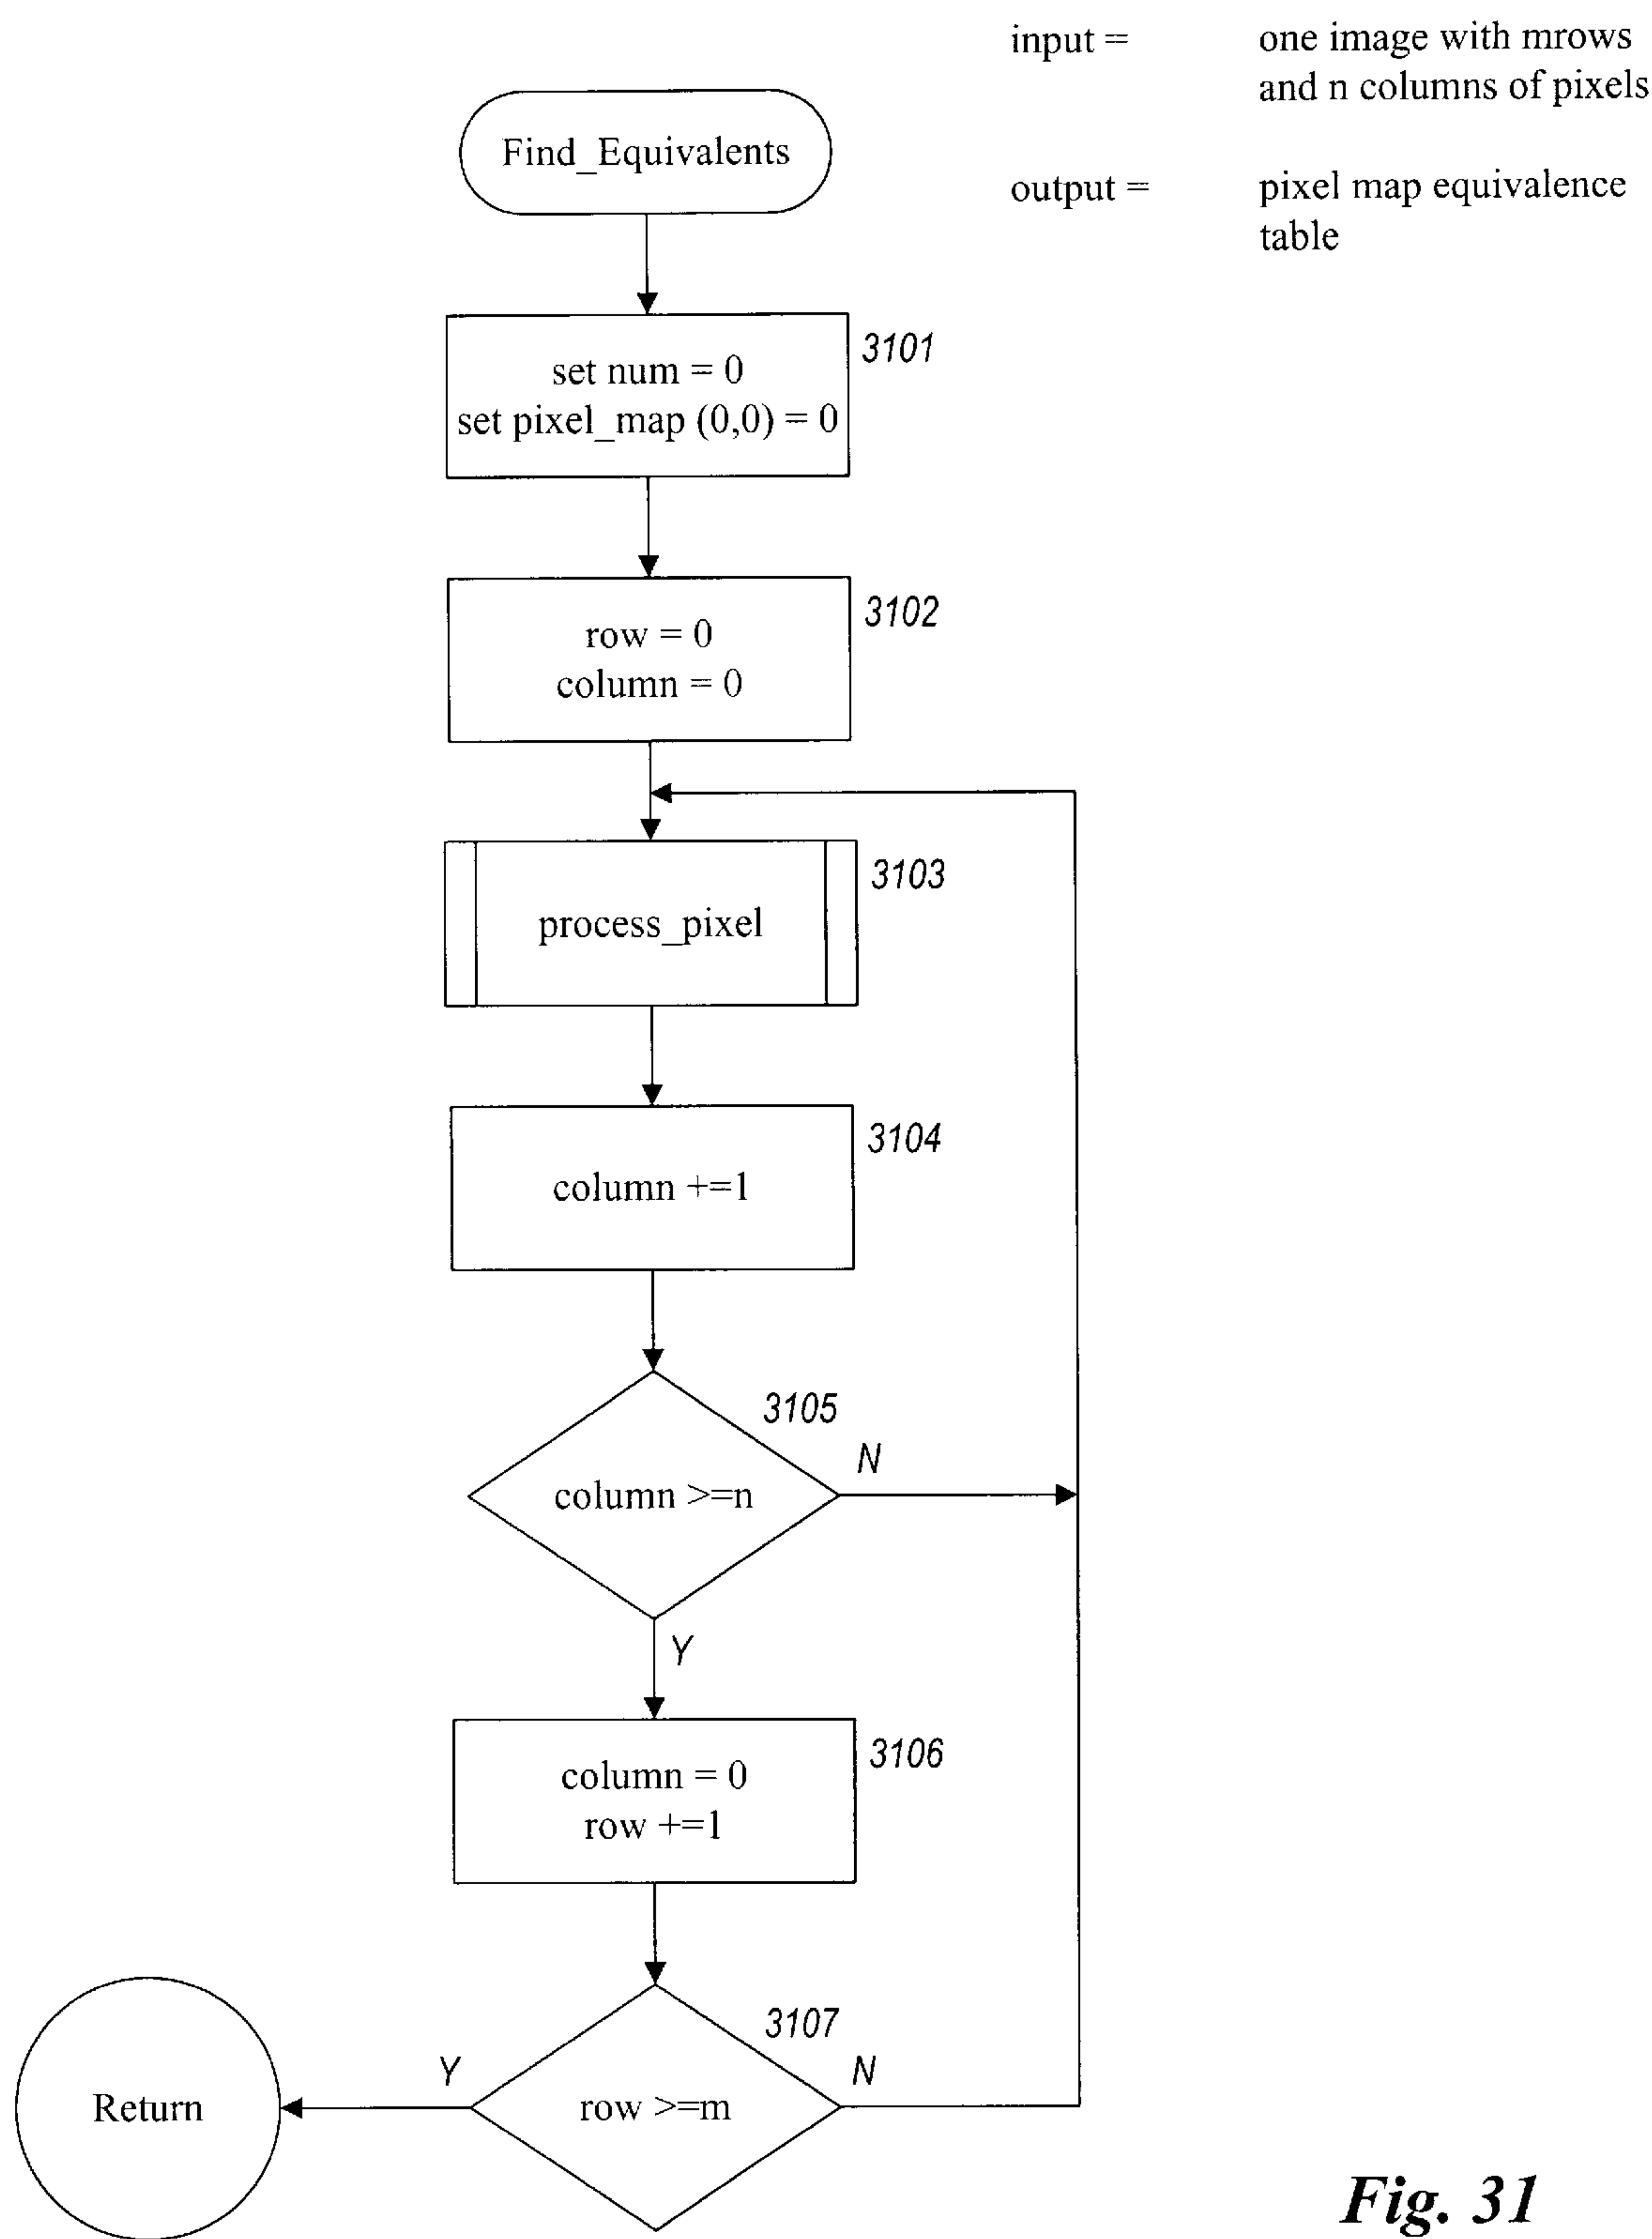 input = one image with mrows
and n columns of pixels
output = pixel map equivalence
table
Find_Equivalents
3101
set num = 0
set pixel_map (0,0) = 0
3102
row = 0
column = 0
3103
process_pixel
3104
column +=1
3105
N
column >=n
Y
3106
column = 0
row +=1
3107
Y
N
Return
row >=m
Fig. 31